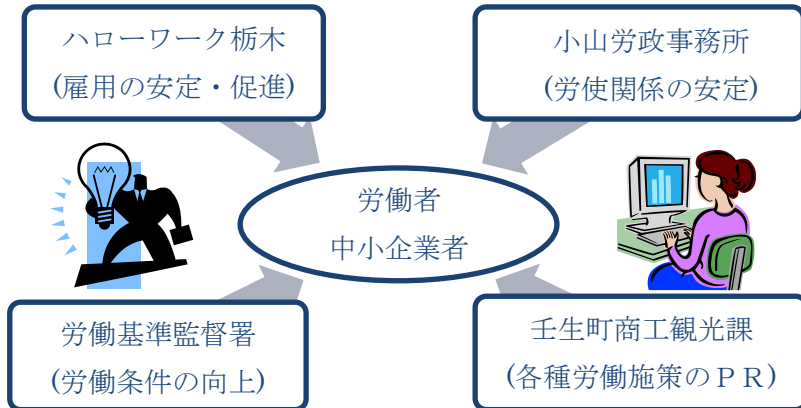 ハローワーク栃木
(雇用の安定・促進)
小山労政事務所
(労使関係の安定)
労働者
中小企業者
労働基準監督署
(労働条件の向上)
壬生町商工観光課
(各種労働施策のＰＲ)